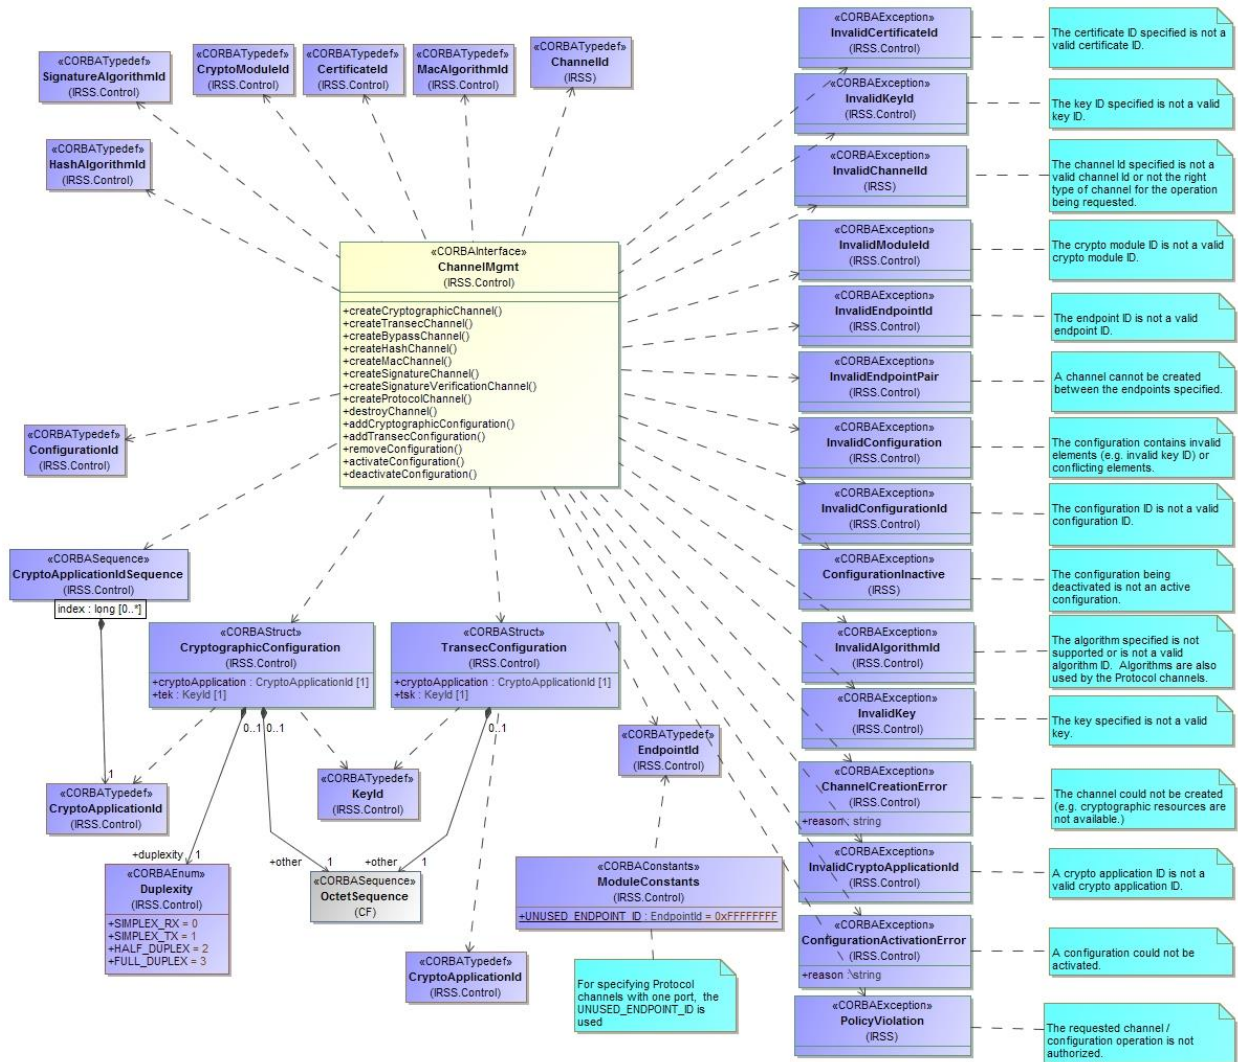 «CORBATypedef»
SignatureAlgorithmId
(IRSS.Control)
«CORBATypedef»
CryptoModuleId
(IRSS.Control)
«CORBATypedef»
CertificateId
(IRSS.Control)
«CORBATypedef»
MacAlgorithmId
(IRSS.Control)
«CORBATypedef»
ChannelId
(IRSS)
«CORBATypedef»
HashAlgorithmId
(IRSS.Control)
«CORBAInterface»
ChannelMgmt
(IRSS.Control)
+createCryptographicChannel()
+createTransecChannel()
+createBypassChannel()
+createHashChannel()
+createMacChannel()
+createSignatureChannel()
+createSignatureVerificationChannel()
+createProtocolChannel()
+destroyChannel()
+addCryptographicConfiguration()
+addTransecConfiguration()
+removeConfiguration()
+activateConfiguration()
+deactivateConfiguration()
«CORBATypedef»
ConfigurationId
(IRSS.Control)
«CORBASequence»
CryptoApplicationIdSequence
(IRSS.Control)
index : long [0..*]
«CORBAStruct»
CryptographicConfiguration
(IRSS.Control)
+cryptoApplication : CryptoApplicationId [1]
+tek : KeyId [1]
«CORBAStruct»
TransecConfiguration
(IRSS.Control)
+cryptoApplication : CryptoApplicationId [1]
+tsk : KeyId [1]
0..1
0..1
0..1
1
«CORBATypedef»
CryptoApplicationId
(IRSS.Control)
«CORBATypedef»
KeyId
(IRSS.Control)
«CORBATypedef»
EndpointId
(IRSS.Control)
+duplexity
1
+other
1
+other
1
«CORBAEnum»
Duplexity
(IRSS.Control)
+SIMPLEX_RX = 0
+SIMPLEX_TX = 1
+HALF_DUPLEX = 2
+FULL_DUPLEX = 3
«CORBASequence»
OctetSequence
(CF)
«CORBATypedef»
CryptoApplicationId
(IRSS.Control)
«CORBAConstants»
ModuleConstants
(IRSS.Control)
+UNUSED_ENDPOINT_ID : EndpointId = 0xFFFFFFFF
For specifying Protocol
channels with one port, the
UNUSED_ENDPOINT_ID is
used
«CORBAException»
InvalidCertificateId
(IRSS.Control)
The certificate ID specified is not a
valid certificate ID.
«CORBAException»
InvalidKeyId
(IRSS.Control)
The key ID specified is not a valid
key ID.
«CORBAException»
InvalidChannelId
(IRSS)
The channel Id specified is not a
valid channel Id or not the right
type of channel for the operation
being requested.
«CORBAException»
InvalidModuleId
(IRSS.Control)
The crypto module ID is not a valid
crypto module ID.
«CORBAException»
InvalidEndpointId
(IRSS.Control)
The endpoint ID is not a valid
endpoint ID.
«CORBAException»
InvalidEndpointPair
(IRSS.Control)
A channel cannot be created
between the endpoints specified.
«CORBAException»
InvalidConfiguration
(IRSS.Control)
The configuration contains invalid
elements (e.g. invalid key ID) or
conflicting elements.
«CORBAException»
InvalidConfigurationId
(IRSS.Control)
The configuration ID is not a valid
configuration ID.
«CORBAException»
ConfigurationInactive
(IRSS)
The configuration being
deactivated is not an active
configuration.
«CORBAException»
InvalidAlgorithmId
(IRSS.Control)
The algorithm specified is not
supported or is not a valid
algorithm ID. Algorithms are also
used by the Protocol channels.
«CORBAException»
InvalidKey
(IRSS.Control)
The key specified is not a valid
key.
«CORBAException»
ChannelCreationError
(IRSS.Control)
+reason : string
The channel could not be created
(e.g. cryptographic resources are
not available.)
«CORBAException»
InvalidCryptoApplicationId
(IRSS.Control)
A crypto application ID is not a
valid crypto application ID.
«CORBAException»
ConfigurationActivationError
(IRSS.Control)
+reason : string
A configuration could not be
activated.
«CORBAException»
PolicyViolation
(IRSS)
The requested channel /
configuration operation is not
authorized.